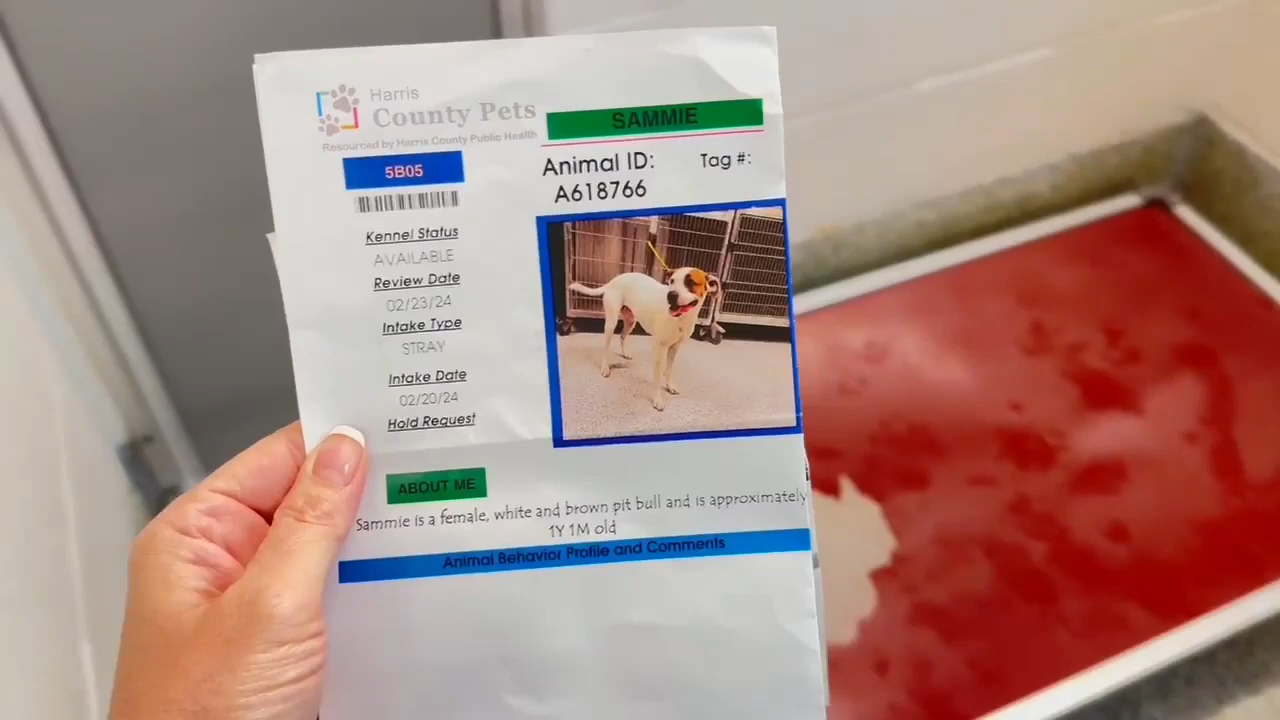 Harris
County Pets
Resourced by Harris County Public Health
SAMMIE
5B05
Animal ID:
A618766
Tag #:
Kennel Status
AVAILABLE
Review Date
02/23/24
Intake Type
STRAY
Intake Date
02/20/24
Hold Request
ABOUT ME
Sammie is a female, white and brown pit bull and is approximately
1Y 1M old
Animal Behavior Profile and Comments